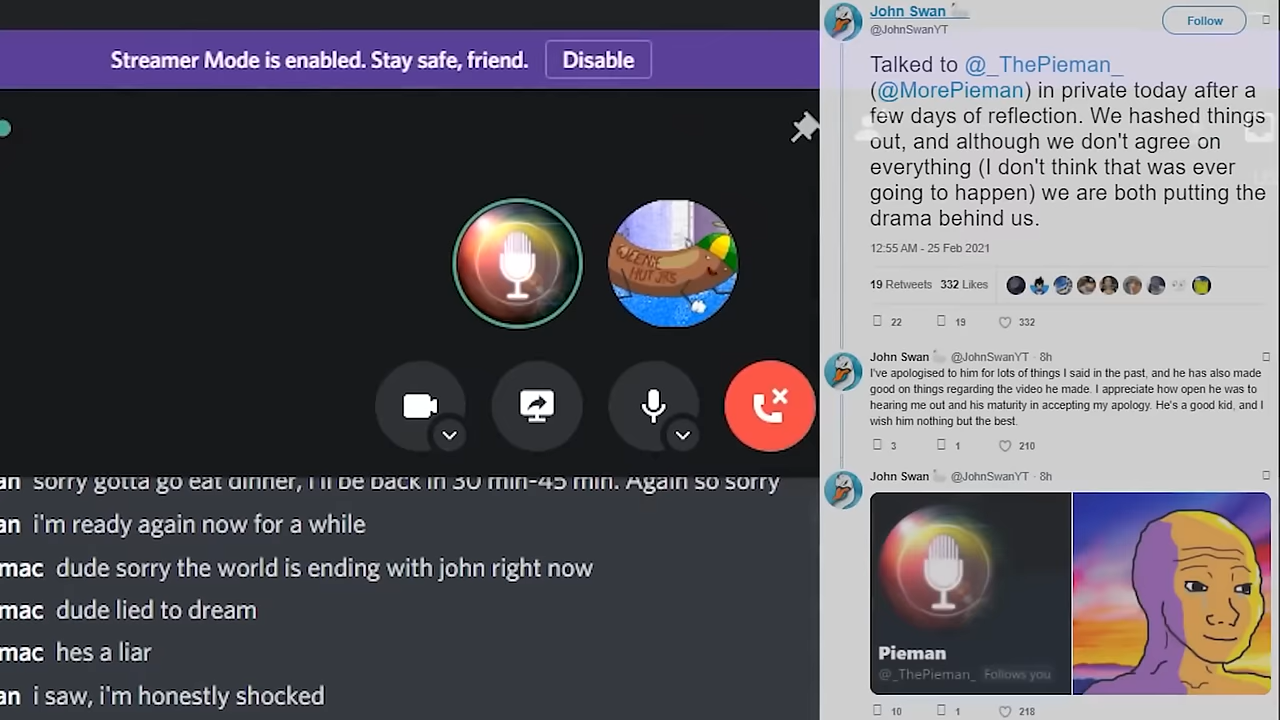 Streamer Mode is enabled. Stay safe, friend.
Disable
WEENIE
HUT JRS
an sorry gotta go eat dinner, i'll be back in 30 min-45 min. Again so sorry
an i'm ready again now for a while
mac dude sorry the world is ending with john right now
mac dude lied to dream
mac hes a liar
an i saw, i'm honestly shocked
John Swan
@JohnSwanYT
Follow
Talked to @_ThePieman_
(@MorePieman) in private today after a
few days of reflection. We hashed things
out, and although we don't agree on
everything (I don't think that was ever
going to happen) we are both putting the
drama behind us.
12:55 AM - 25 Feb 2021
19 Retweets 332 Likes
22 19 332
John Swan @JohnSwanYT · 8h
I've apologised to him for lots of things I said in the past, and he has also made
good on things regarding the video he made. I appreciate how open he was to
hearing me out and his maturity in accepting my apology. He's a good kid, and I
wish him nothing but the best.
3 1 210
John Swan @JohnSwanYT · 8h
Pieman
@_ThePieman_ Follows you
10 1 218